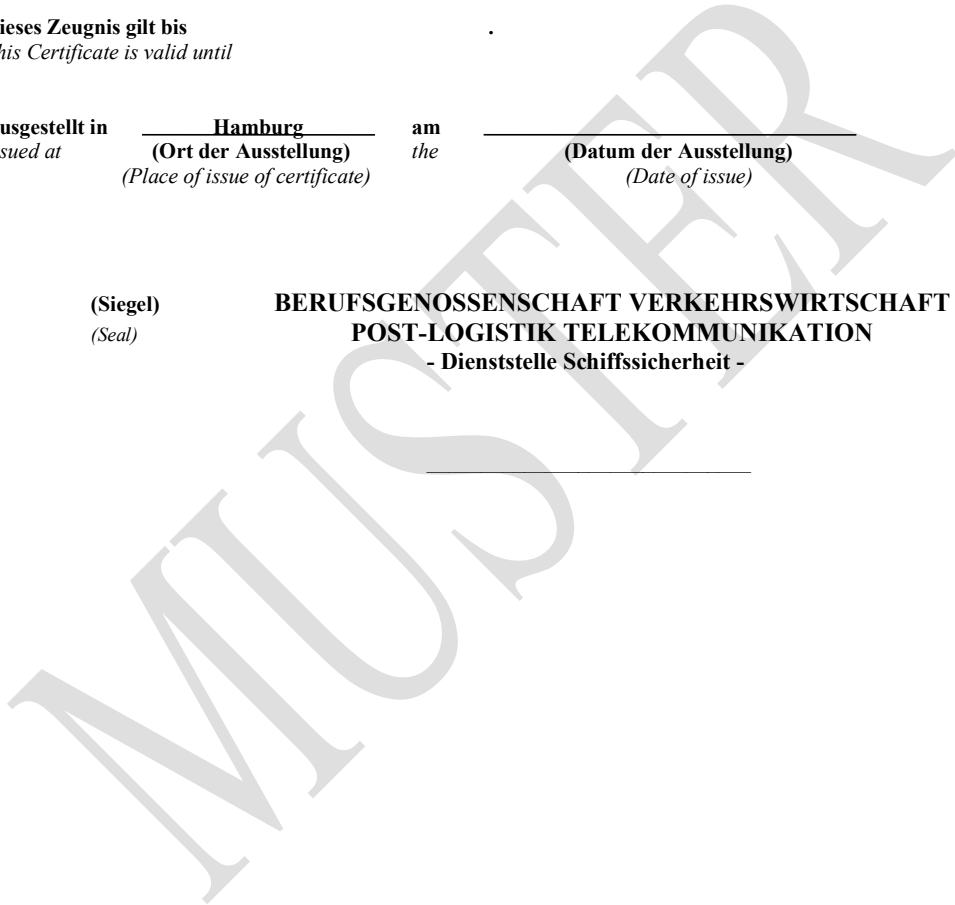 ieses Zeugnis gilt bis .
his Certificate is valid until
usgestellt in Hamburg am
sued at (Ort der Ausstellung) the (Datum der Ausstellung)
(Place of issue of certificate) (Date of issue)
(Siegel) BERUFSGENOSSENSCHAFT VERKEHRSWIRTSCHAFT
(Seal) POST-LOGISTIK TELEKOMMUNIKATION
- Dienststelle Schiffssicherheit -
MUSTER